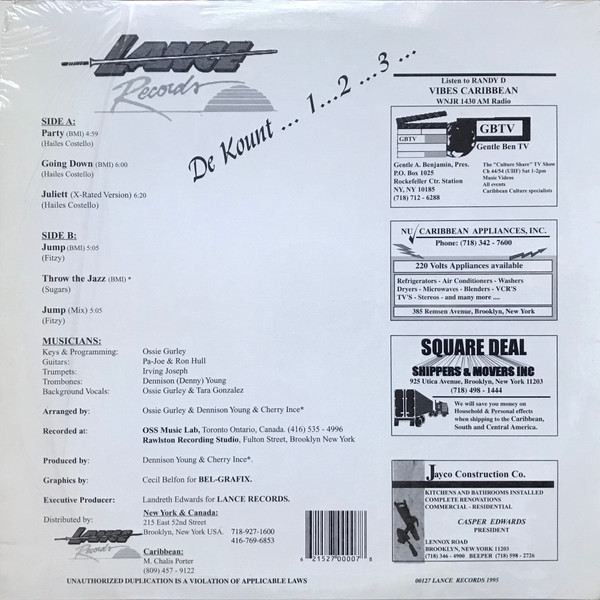 LANCE
Records
De Kount ... 1...2 ...3 ...
SIDE A:
Party (BMI) 4:59
(Hailes Costello)
Going Down (BMI) 6:00
(Hailes Costello)
Juliett (X-Rated Version) 6:20
(Hailes Costello)
SIDE B:
Jump (BMI) 5:05
(Fitzy)
Throw the Jazz (BMI) *
(Sugars)
Jump (Mix) 5:05
(Fitzy)
MUSICIANS:
Keys & Programming: Ossie Gurley
Guitars: Pa-Joe & Ron Hull
Trumpets: Irving Joseph
Trombones: Dennison (Denny) Young
Background Vocals: Ossie Gurley & Tara Gonzalez
Arranged by: Ossie Gurley & Dennison Young & Cherry Ince*
Recorded at: OSS Music Lab, Toronto Ontario, Canada. (416) 535 - 4996
Rawlston Recording Studio, Fulton Street, Brooklyn New York
Produced by: Dennison Young & Cherry Ince*.
Graphics by: Cecil Belfon for BEL-GRAFIX.
Executive Producer: Landreth Edwards for LANCE RECORDS.
Distributed by: New York & Canada:
215 East 52nd Street
Brooklyn, New York USA. 718-927-1600
416-769-6853
LANCE
Records
Caribbean:
M. Chalis Porter
(809) 457 - 9122
6 21527 00007 8
UNAUTHORIZED DUPLICATION IS A VIOLATION OF APPLICABLE LAWS
Listen to RANDY D
VIBES CARIBBEAN
WNJR 1430 AM Radio
GBTV
GBTV
Gentle Ben TV
Gentle A. Benjamin, Pres.
P.O. Box 1025
Rockefeller Ctr. Station
NY, NY 10185
(718) 712 - 6288
The "Culture Share" TV Show
Ch 44/54 (UHF) Sat 1-2pm
Music Videos
All events
Caribbean Culture specialists
NU CARIBBEAN APPLIANCES, INC.
Phone: (718) 342 - 7600
220 Volts Appliances available
Refrigerators - Air Conditioners - Washers
Dryers - Microwaves - Blenders - VCR'S
TV'S - Stereos - and many more ....
385 Remsen Avenue, Brooklyn, New York
SQUARE DEAL
SHIPPERS & MOVERS INC
925 Utica Avenue, Brooklyn, New York 11203
(718) 498 - 1444
We will save you money on
Household & Personal effects
when shipping to the Caribbean,
South and Central America.
Jayco Construction Co.
KITCHENS AND BATHROOMS INSTALLED
COMPLETE RENOVATIONS
COMMERCIAL - RESIDENTIAL
CASPER EDWARDS
PRESIDENT
LENNOX ROAD
BROOKLYN, NEW YORK 11209
(718) 346 - 4900 BEEPER (718) 598 - 2726
00127 LANCE RECORDS 1995